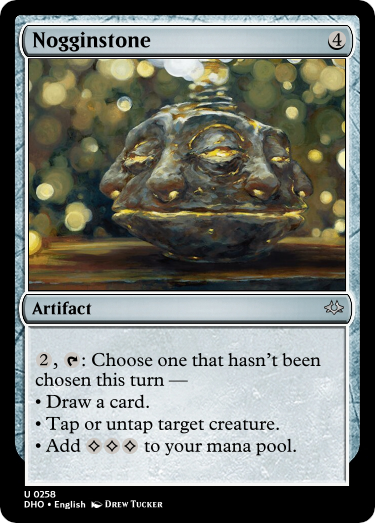 Nogginstone 4
Artifact
2, T: Choose one that hasn't been
chosen this turn —
• Draw a card.
• Tap or untap target creature.
• Add ◇◇◇ to your mana pool.
U 0258
DHO • English DREW TUCKER